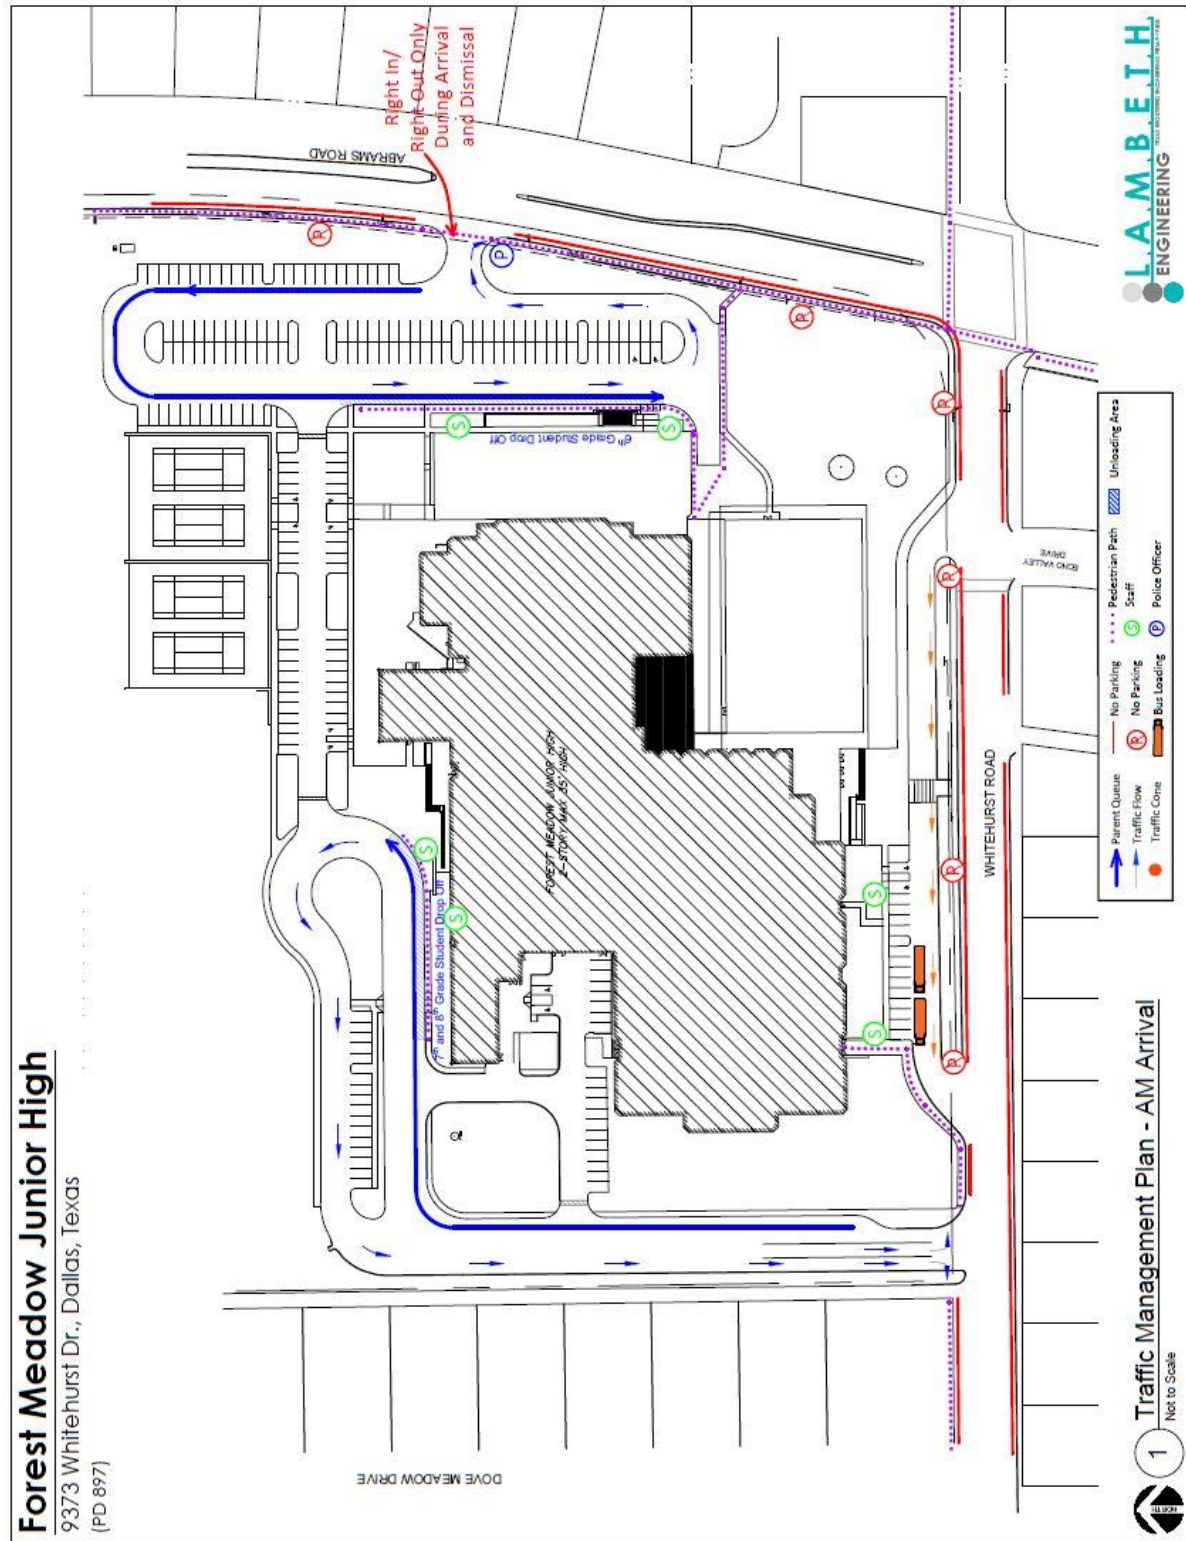 Forest Meadow Junior High
9373 Whitehurst Dr., Dallas, Texas
(PD 897)
DOVE MEADOW DRIVE
7th and 8th Grade Student Drop Off
S
S
FOREST MEADOW JUNIOR HIGH
2-STORY/MAX 35' HIGH
6th Grade Student Drop Off
S
S
ABRAMS ROAD
Right In/
Right Out Only
During Arrival
and Dismissal
R
P
R
R
S
S
R
R
R
WHITEHURST ROAD
ECHO VALLEY
DRIVE
Parent Queue
Traffic Flow
Traffic Cone
No Parking
R No Parking
Bus Loading
Pedestrian Path
S Staff
P Police Officer
Unloading Area
1
Traffic Management Plan - AM Arrival
Not to Scale
L.A.M.B.E.T.H.
ENGINEERING